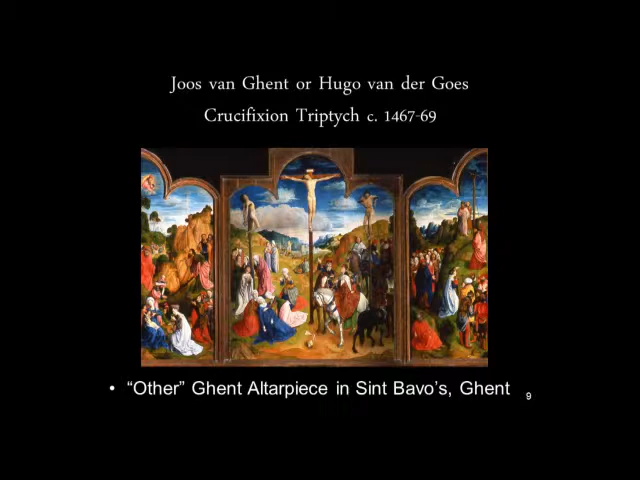 Joos van Ghent or Hugo van der Goes
Crucifixion Triptych c. 1467-69
• “Other” Ghent Altarpiece in Sint Bavo’s, Ghent
9